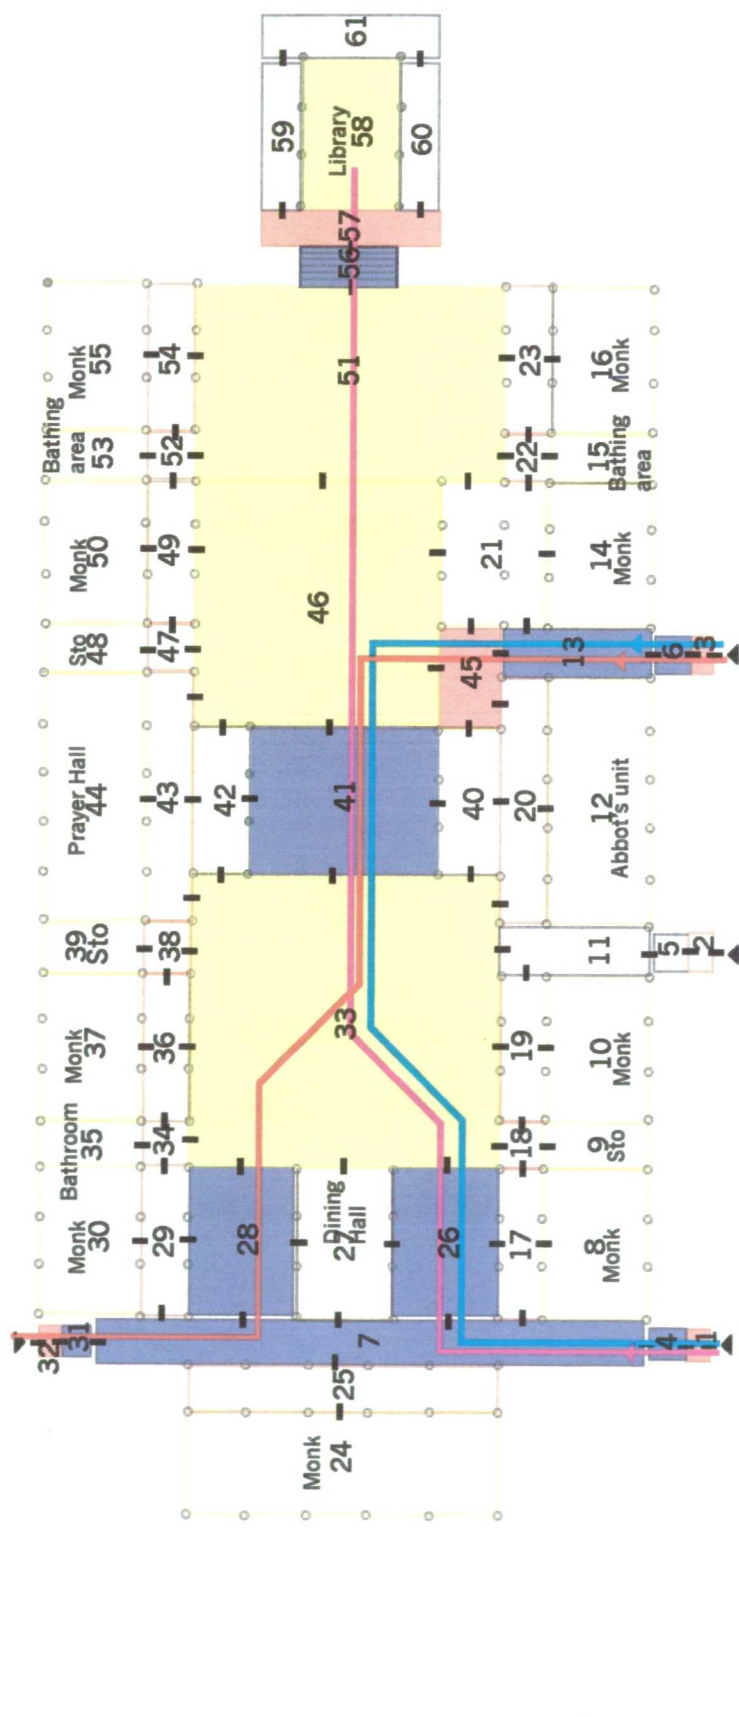 32
31
Monk
30
Bathroom
35
Monk
37
39
Sto
Prayer Hall
44
Sto
48
Monk
50
Bathing
area
53
Monk
55
29
34
36
38
43
47
49
52
54
42
28
59
61
Monk
24
25
7
Dining
27
Hall
33
41
46
51
56
57
Library
58
26
60
17
18
19
40
20
45
21
22
23
8
Monk
9
Sto
10
Monk
11
12
Abbot's unit
13
14
Monk
15
Bathing
area
16
Monk
4
5
6
1
2
3